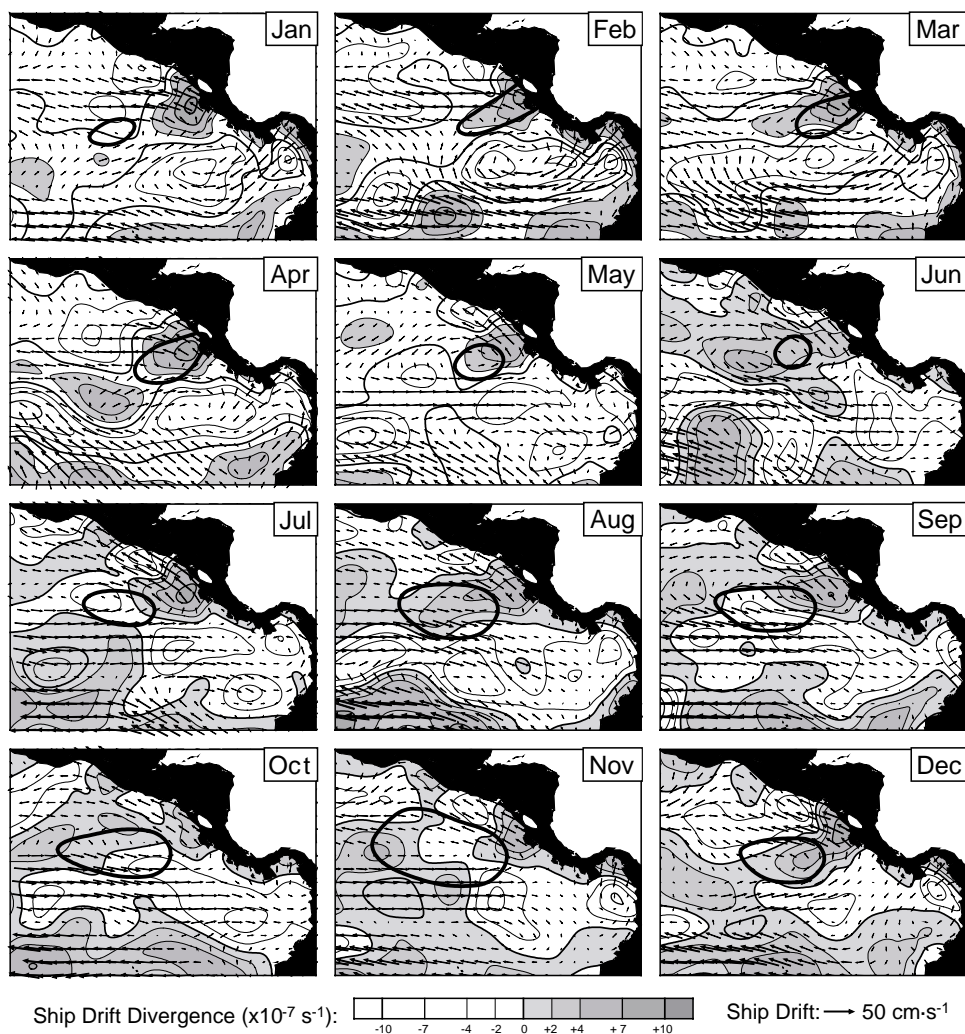 Jan Feb Mar
Apr May Jun
Jul Aug Sep
Oct Nov Dec
Ship Drift Divergence (x10⁻⁷ s⁻¹): Ship Drift: → 50 cm·s⁻¹
-10 -7 -4 -2 0 +2 +4 +7 +10